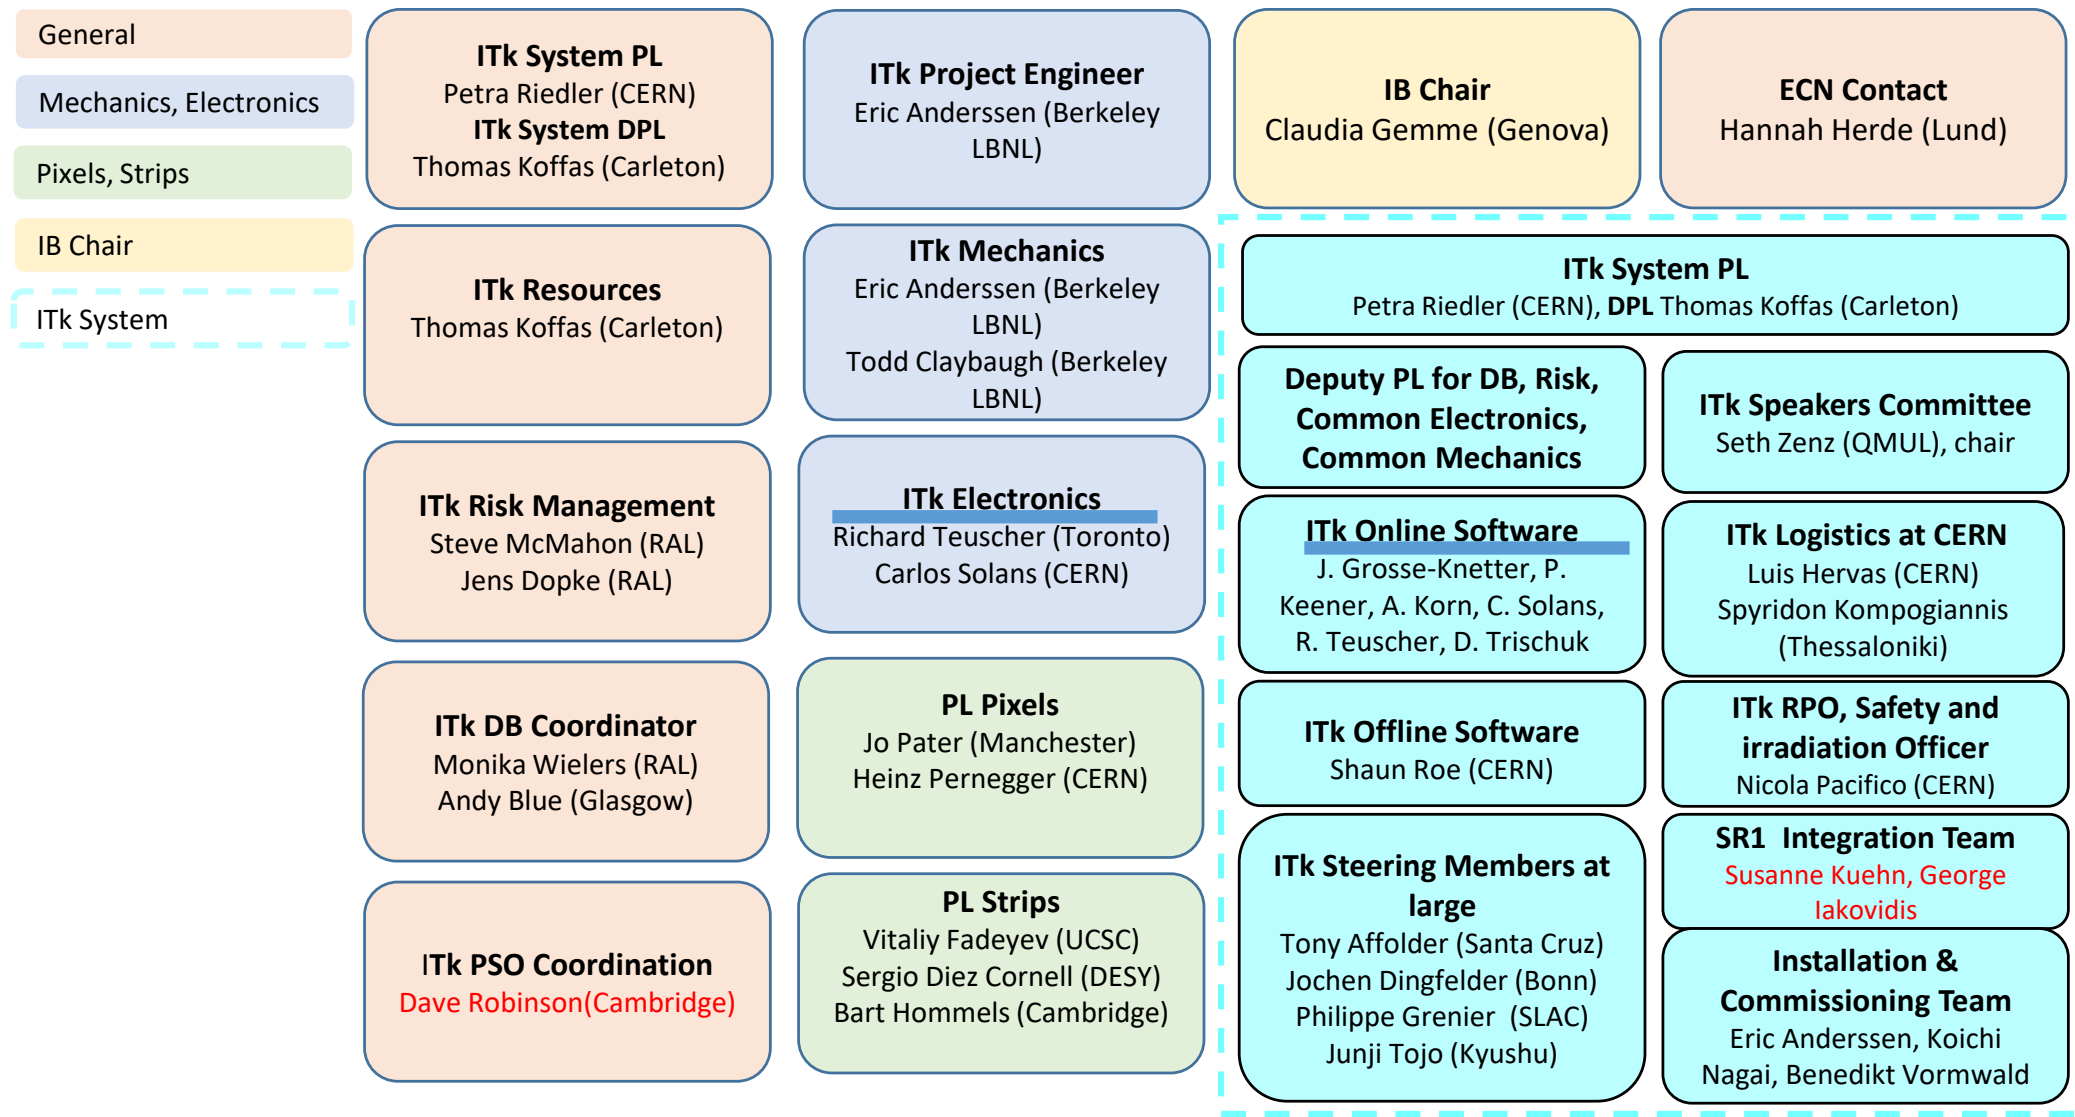 General
Mechanics, Electronics
Pixels, Strips
IB Chair
ITk System
ITk System PL
Petra Riedler (CERN)
ITk System DPL
Thomas Koffas (Carleton)
ITk Resources
Thomas Koffas (Carleton)
ITk Risk Management
Steve McMahon (RAL)
Jens Dopke (RAL)
ITk DB Coordinator
Monika Wielers (RAL)
Andy Blue (Glasgow)
ITk PSO Coordination
Dave Robinson(Cambridge)
ITk Project Engineer
Eric Anderssen (Berkeley
LBNL)
ITk Mechanics
Eric Anderssen (Berkeley
LBNL)
Todd Claybaugh (Berkeley
LBNL)
ITk Electronics
Richard Teuscher (Toronto)
Carlos Solans (CERN)
PL Pixels
Jo Pater (Manchester)
Heinz Pernegger (CERN)
PL Strips
Vitaliy Fadeyev (UCSC)
Sergio Diez Cornell (DESY)
Bart Hommels (Cambridge)
IB Chair
Claudia Gemme (Genova)
ECN Contact
Hannah Herde (Lund)
ITk System PL
Petra Riedler (CERN), DPL Thomas Koffas (Carleton)
Deputy PL for DB, Risk,
Common Electronics,
Common Mechanics
ITk Online Software
J. Grosse-Knetter, P.
Keener, A. Korn, C. Solans,
R. Teuscher, D. Trischuk
ITk Offline Software
Shaun Roe (CERN)
ITk Steering Members at
large
Tony Affolder (Santa Cruz)
Jochen Dingfelder (Bonn)
Philippe Grenier (SLAC)
Junji Tojo (Kyushu)
ITk Speakers Committee
Seth Zenz (QMUL), chair
ITk Logistics at CERN
Luis Hervas (CERN)
Spyridon Kompogiannis
(Thessaloniki)
ITk RPO, Safety and
irradiation Officer
Nicola Pacifico (CERN)
SR1 Integration Team
Susanne Kuehn, George
Iakovidis
Installation &
Commissioning Team
Eric Anderssen, Koichi
Nagai, Benedikt Vormwald